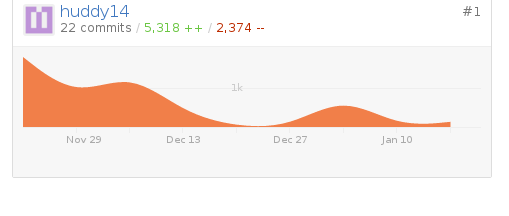 huddy14 #1
22 commits / 5,318 ++ / 2,374 --
1k
Nov 29 Dec 13 Dec 27 Jan 10